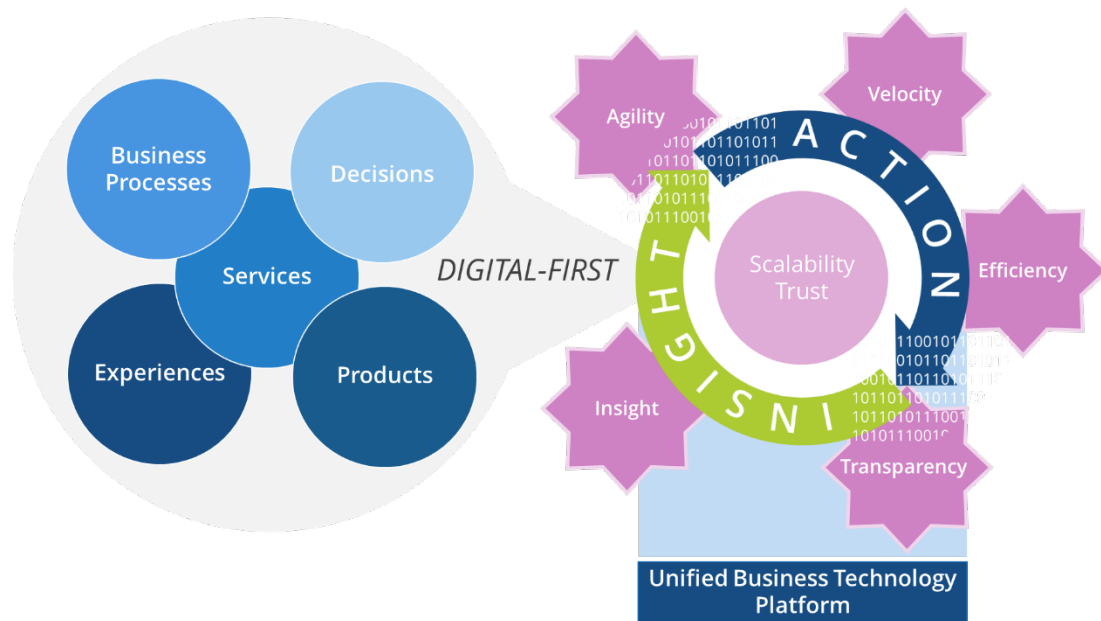 Business
Processes
Decisions
Services
Experiences
Products
DIGITAL-FIRST
Agility
Velocity
Efficiency
Transparency
Insight
ACTION
INSIGHT
Scalability
Trust
Unified Business Technology
Platform